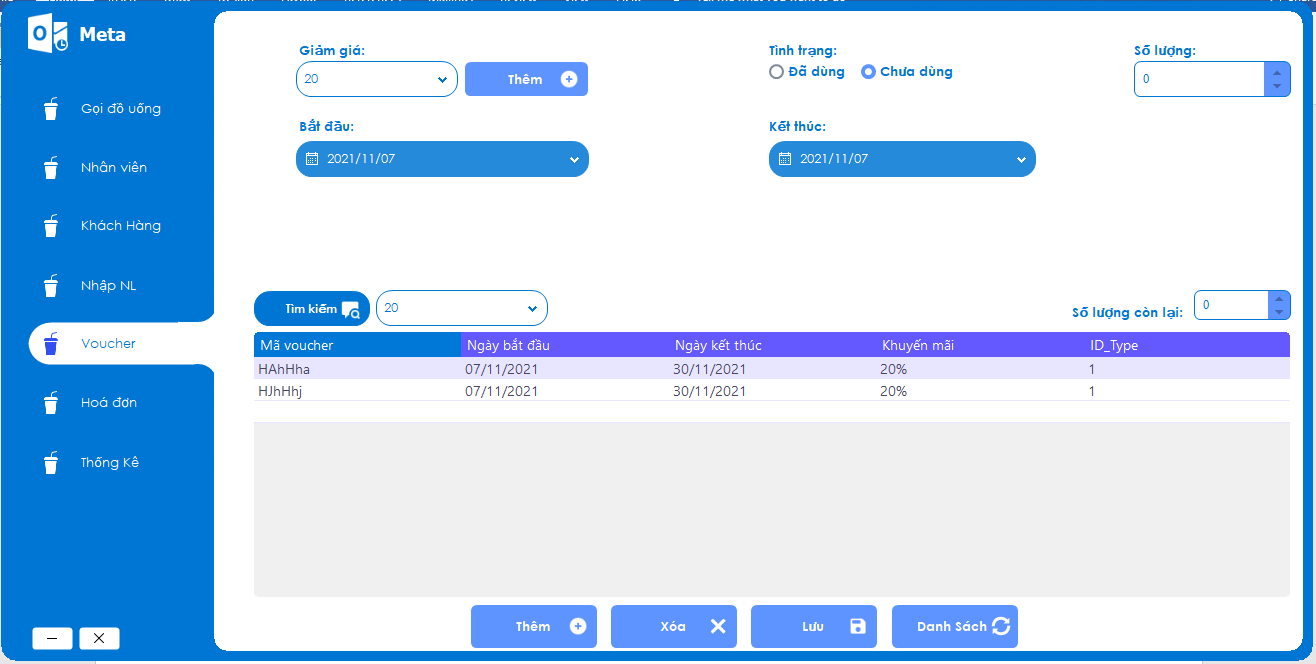 Meta
Gọi đồ uống
Nhân viên
Khách Hàng
Nhập NL
Voucher
Hoá đơn
Thống Kê
Giảm giá:
20
Thêm
Tình trạng:
Đã dùng
Chưa dùng
Số lượng:
0
Bắt đầu:
2021/11/07
Kết thúc:
2021/11/07
Tìm kiếm
20
Số lượng còn lại:
0
Mã voucher Ngày bắt đầu Ngày kết thúc Khuyến mãi ID_Type
HAhHha 07/11/2021 30/11/2021 20% 1
HJhHhj 07/11/2021 30/11/2021 20% 1
Thêm
Xóa
Lưu
Danh Sách